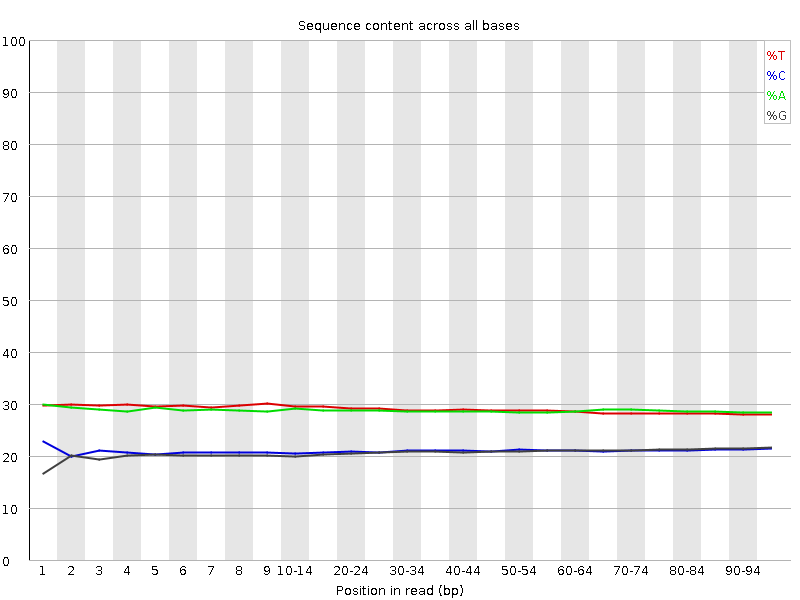 Sequence content across all bases
100
90
80
70
60
50
40
30
20
10
0
%T
%C
%A
%G
1 2 3 4 5 6 7 8 9 10-14 20-24 30-34 40-44 50-54 60-64 70-74 80-84 90-94
Position in read (bp)